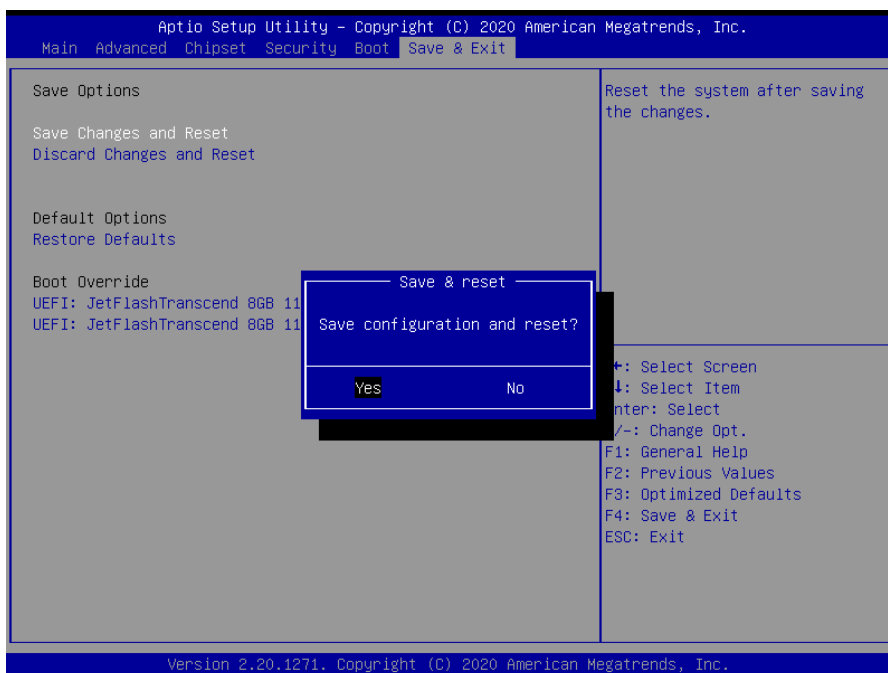 Aptio Setup Utility – Copyright (C) 2020 American Megatrends, Inc.
Main Advanced Chipset Security Boot Save & Exit
Save Options
Save Changes and Reset
Discard Changes and Reset
Default Options
Restore Defaults
Boot Override
UEFI: JetFlashTranscend 8GB 11
UEFI: JetFlashTranscend 8GB 11
Save & reset
Save configuration and reset?
Yes No
Reset the system after saving
the changes.
: Select Screen
: Select Item
nter: Select
/-: Change Opt.
F1: General Help
F2: Previous Values
F3: Optimized Defaults
F4: Save & Exit
ESC: Exit
Version 2.20.1271. Copyright (C) 2020 American Megatrends, Inc.